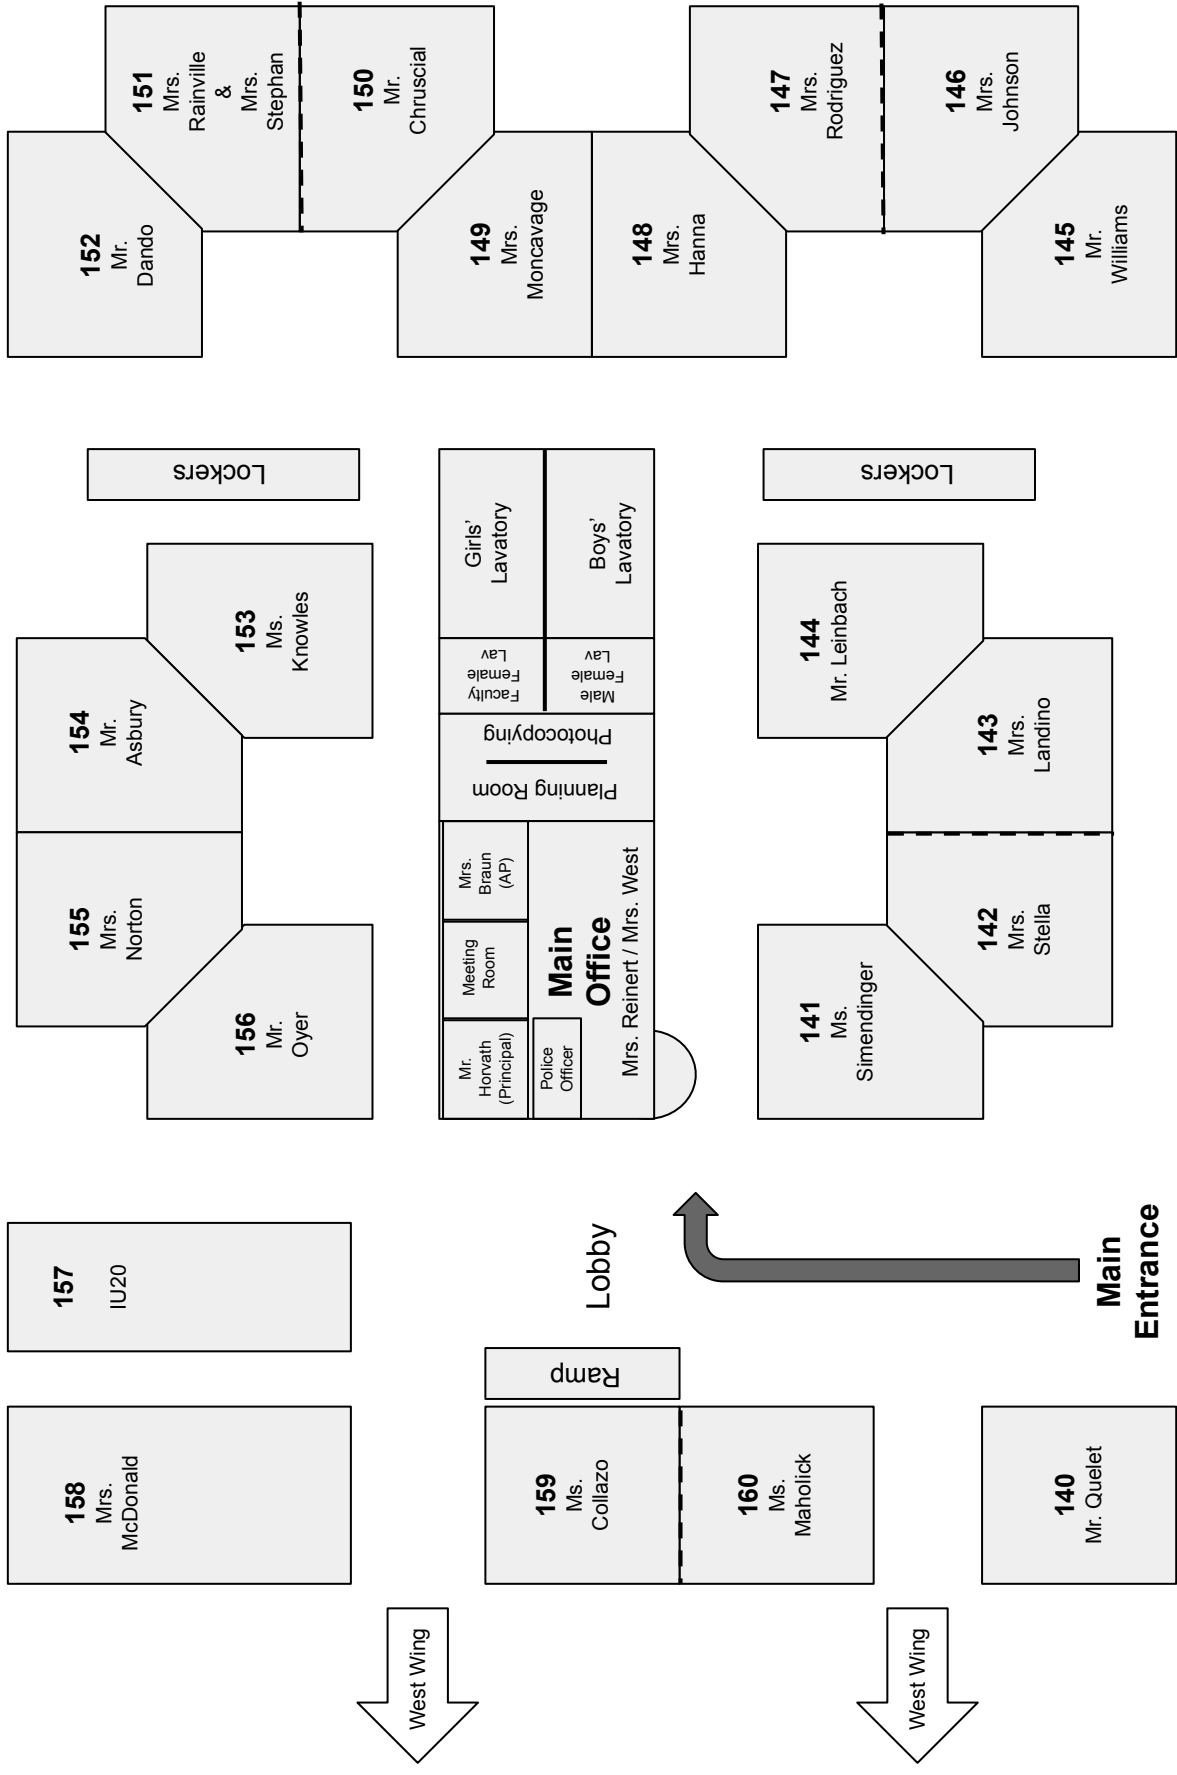 151
Mrs.
Rainville
&
Mrs.
Stephan
150
Mr.
Chruscial
147
Mrs.
Rodriguez
146
Mrs.
Johnson
152
Mr.
Dando
149
Mrs.
Moncavage
148
Mrs.
Hanna
145
Mr.
Williams
Lockers
Lockers
154
Mr.
Asbury
153
Ms.
Knowles
Girls'
Lavatory
Boys'
Lavatory
Faculty
Female
Lav
Male
Female
Lav
Photocopying
Planning Room
144
Mr. Leinbach
143
Mrs.
Landino
155
Mrs.
Norton
156
Mr.
Oyer
Mrs.
Braun
(AP)
Meeting
Room
Mr.
Horvath
(Principal)
Police
Officer
Main
Office
Mrs. Reinert / Mrs. West
142
Mrs.
Stella
141
Ms.
Simendinger
157
IU20
Lobby
Main
Entrance
Ramp
158
Mrs.
McDonald
159
Ms.
Collazo
160
Ms.
Maholick
140
Mr. Quelet
West Wing
West Wing